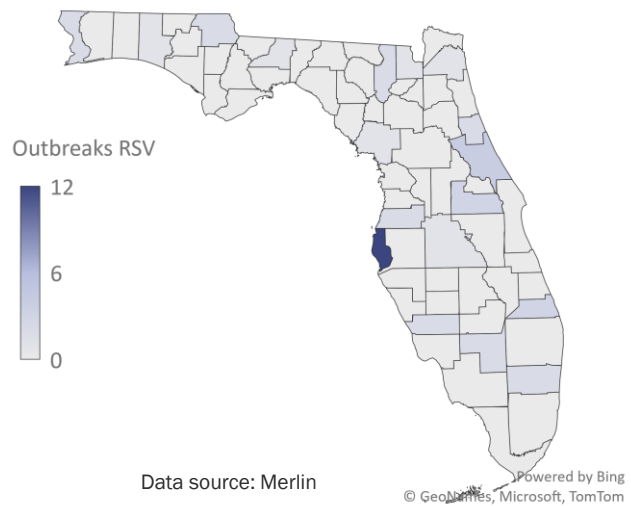 Outbreaks RSV
12
6
0
Data source: Merlin
Powered by Bing
© GeoNames, Microsoft, TomTom